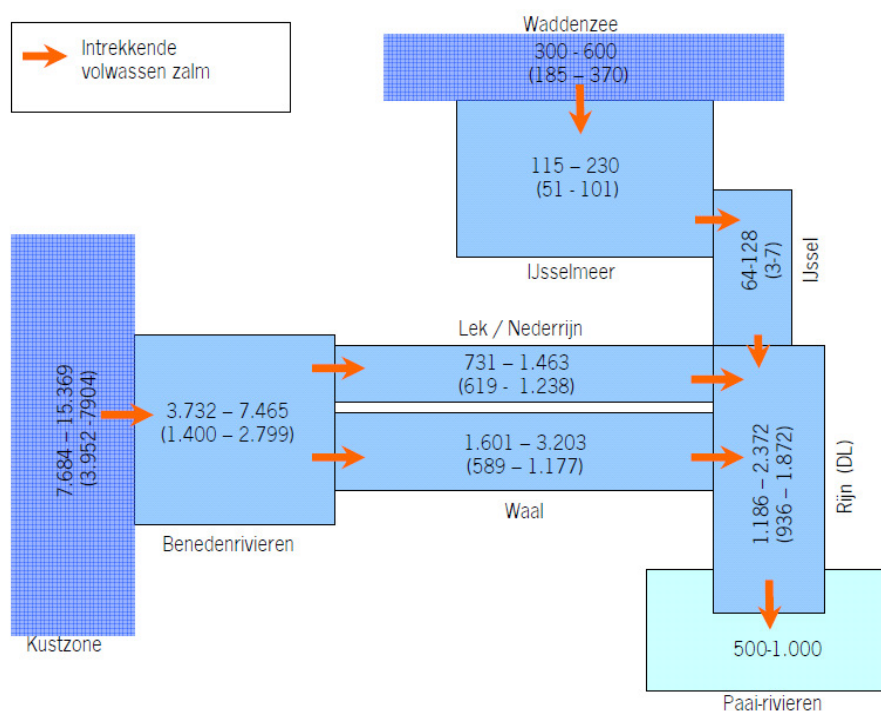 Intrekkende
volwassen zalm
Waddenzee
300 - 600
(185 – 370)
115 – 230
(51 - 101)
IJsselmeer
64-128
(3-7)
IJssel
Lek / Nederrijn
731 – 1.463
(619 - 1.238)
7.684 – 15.369
(3.952 -7904)
Kustzone
3.732 – 7.465
(1.400 – 2.799)
Benedenrivieren
1.601 – 3.203
(589 – 1.177)
Waal
1.186 – 2.372
(936 – 1.872)
Rijn (DL)
500-1.000
Paai-rivieren